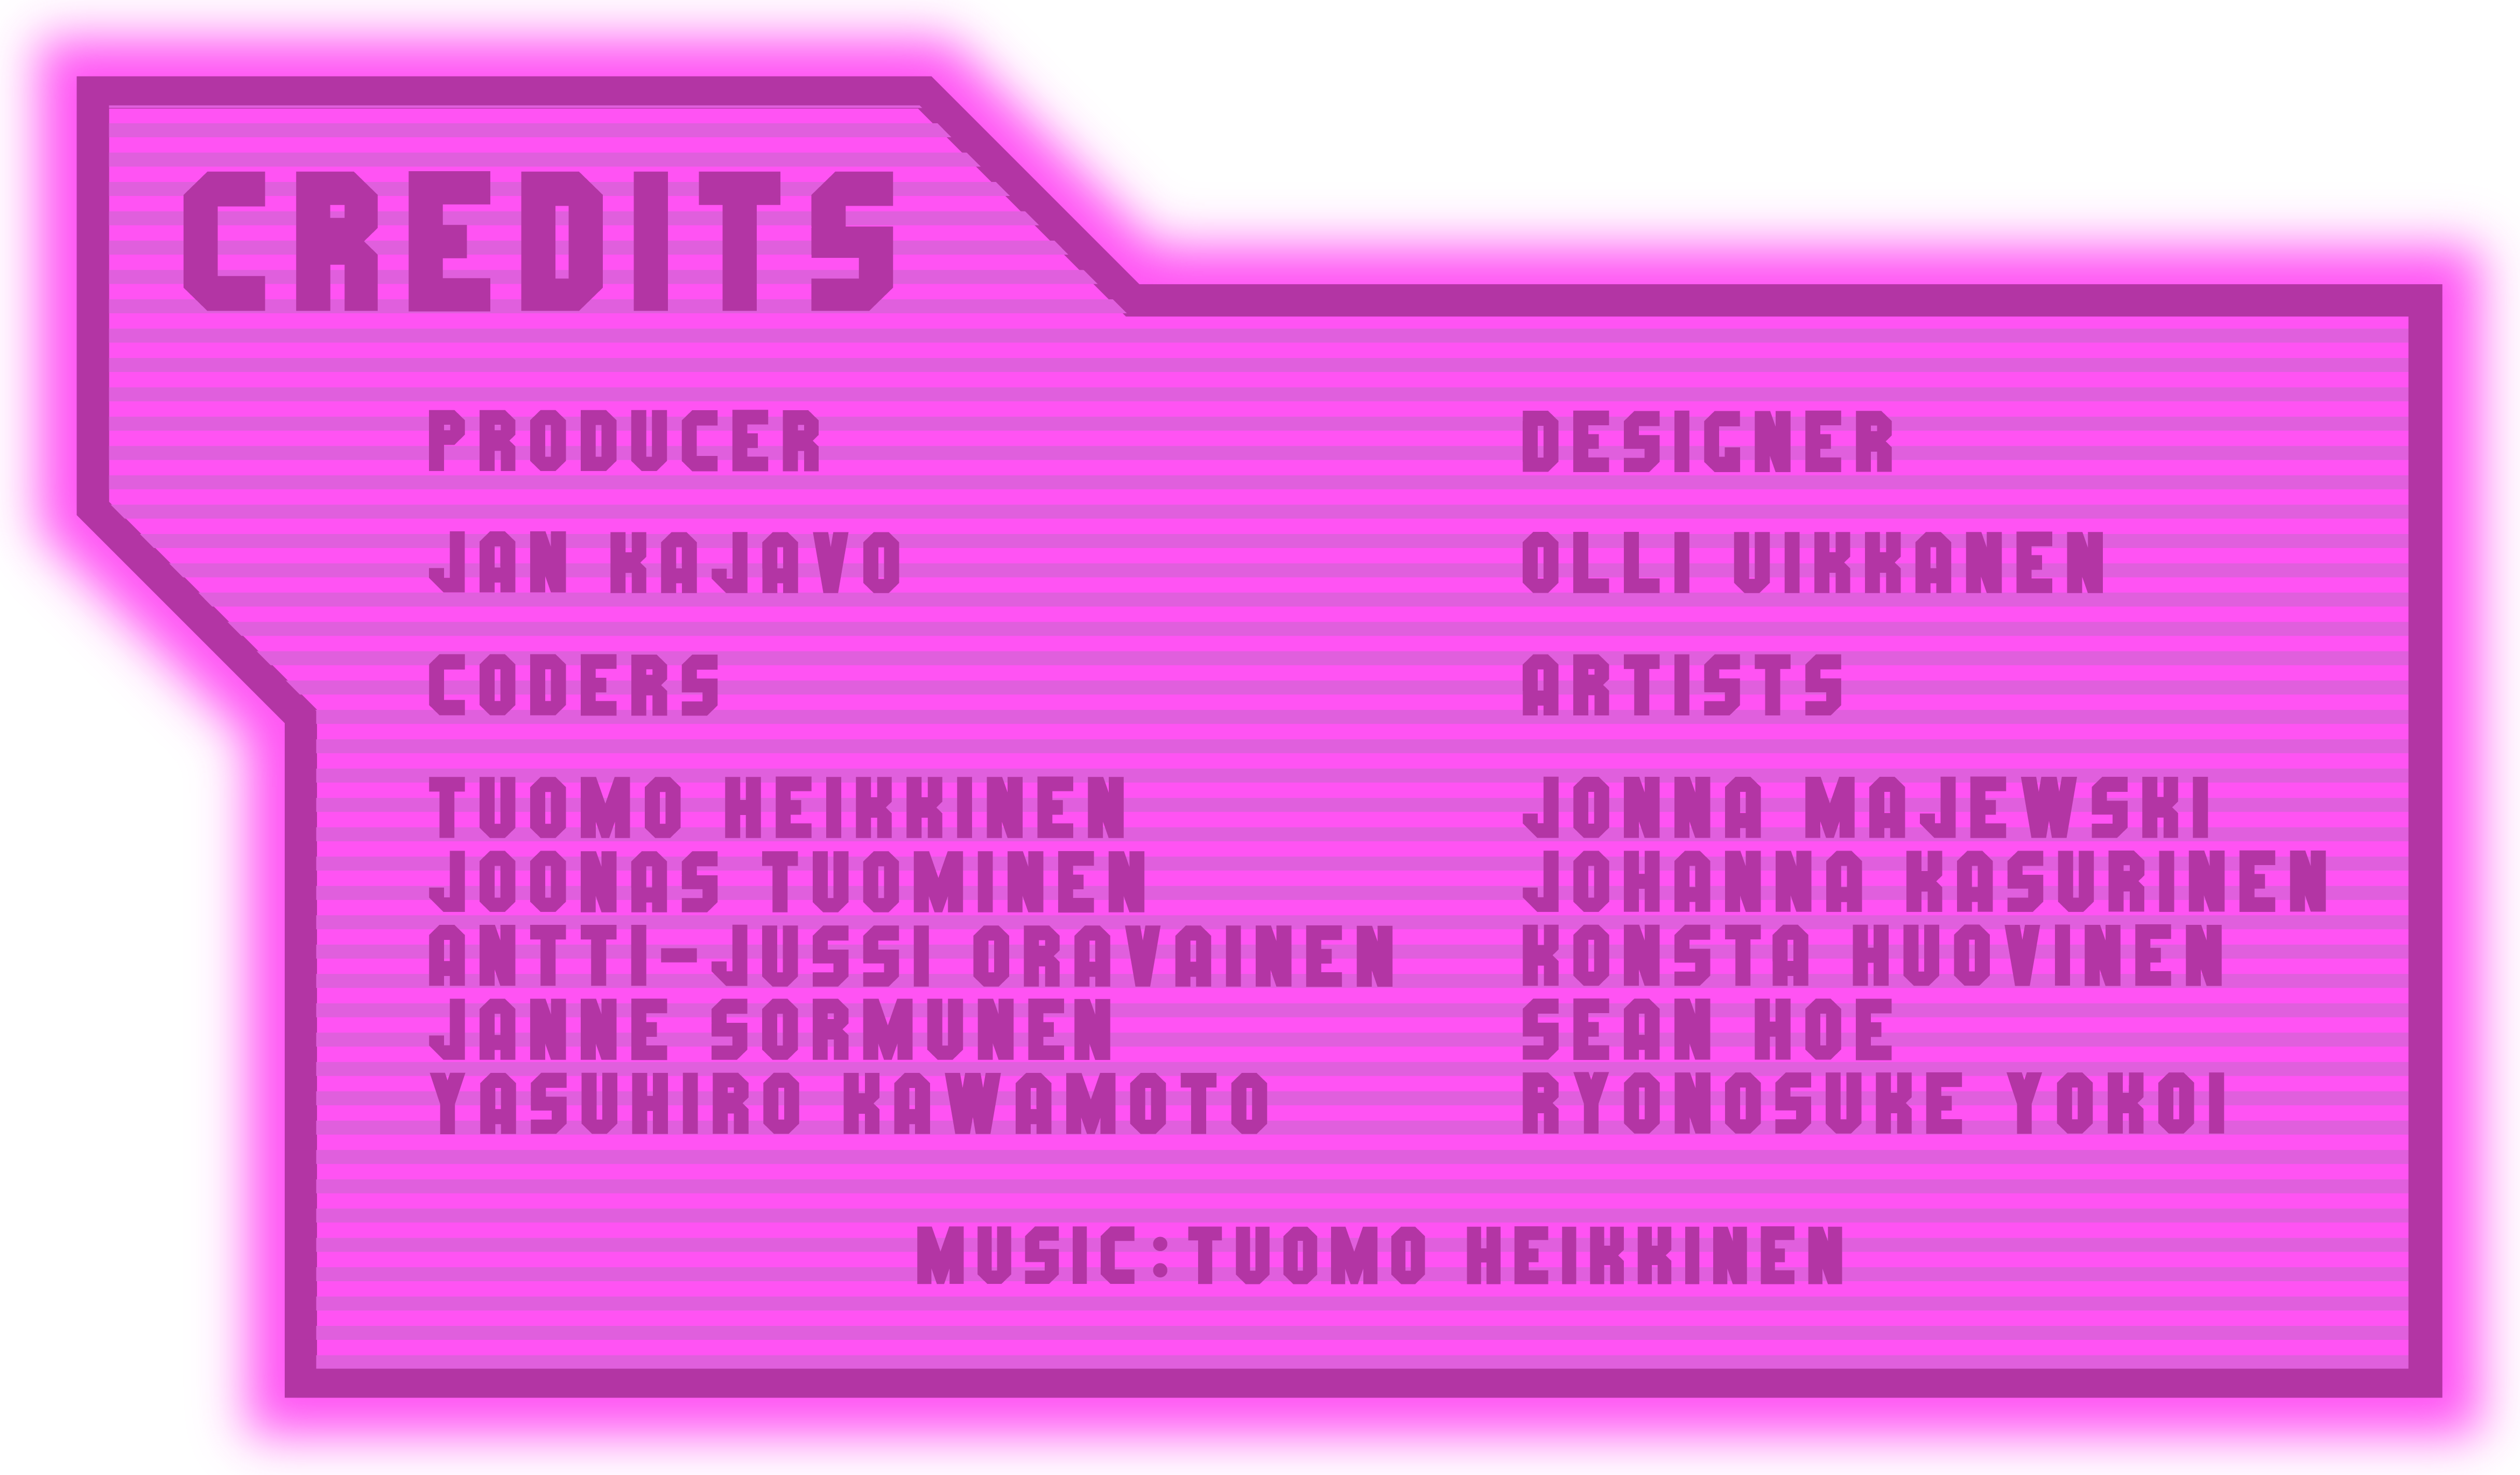 CREDITS
PRODUCER
JAN KAJAVO
DESIGNER
OLLI UIKKANEN
CODERS
TUOMO HEIKKINEN
JOONAS TUOMINEN
ANTTI-JUSSI ORAVAINEN
JANNE SORMUNEN
YASUHIRO KAWAMOTO
ARTISTS
JONNA MAJEWSKI
JOHANNA KASURINEN
KONSTA HUOVINEN
SEAN HOE
RYONOSUKE YOKOI
MUSIC:TUOMO HEIKKINEN